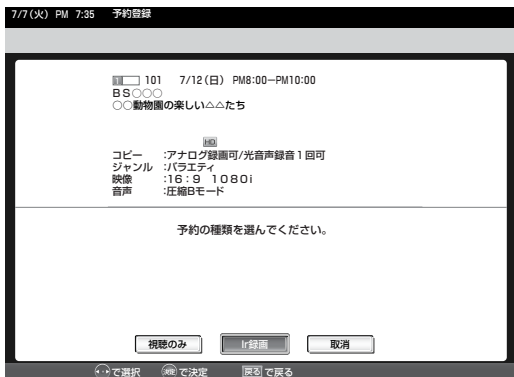 7/7(火) PM 7:35 予約登録
1 101 7/12(日) PM8:00−PM10:00
BS○○○
○○動物園の楽しい△△たち
HD
コピー :アナログ録画可/光音声録音1回可
ジャンル :バラエティ
映像 :16:9 1080i
音声 :圧縮Bモード
予約の種類を選んでください。
視聴のみ Ir録画 取消
で選択 決定 で決定 戻る で戻る